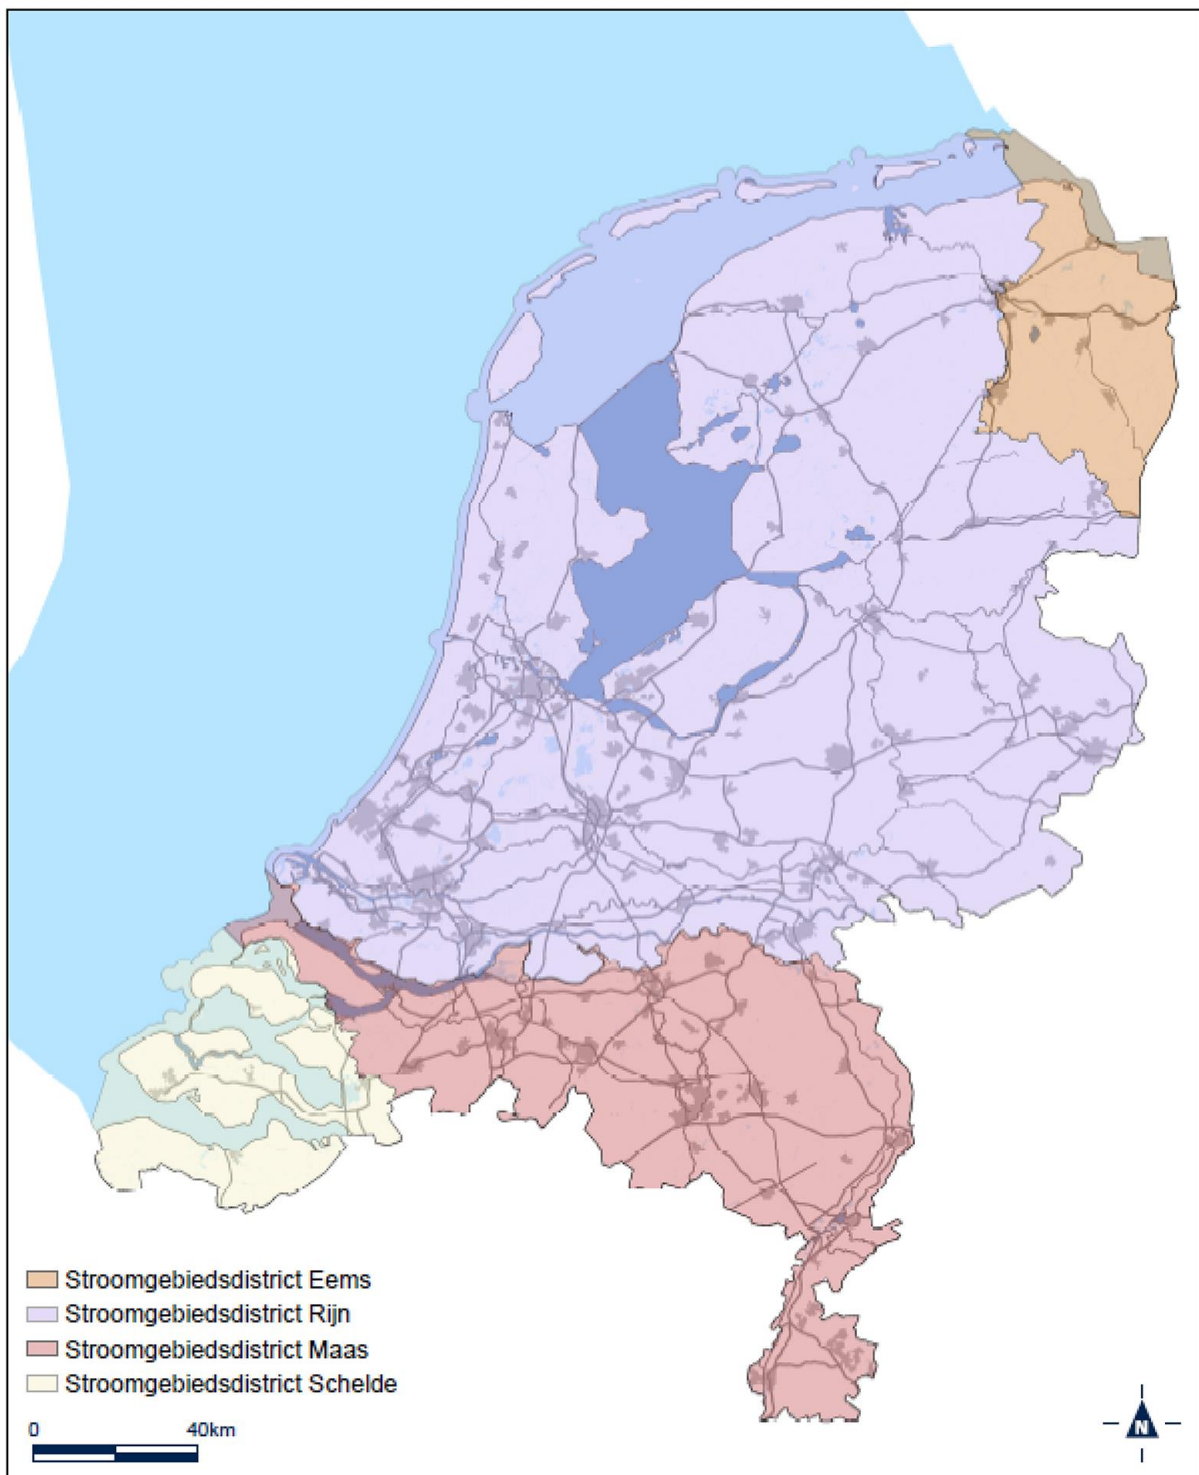 Stroomgebiedsdistrict Eems
Stroomgebiedsdistrict Rijn
Stroomgebiedsdistrict Maas
Stroomgebiedsdistrict Schelde
0 40km
N